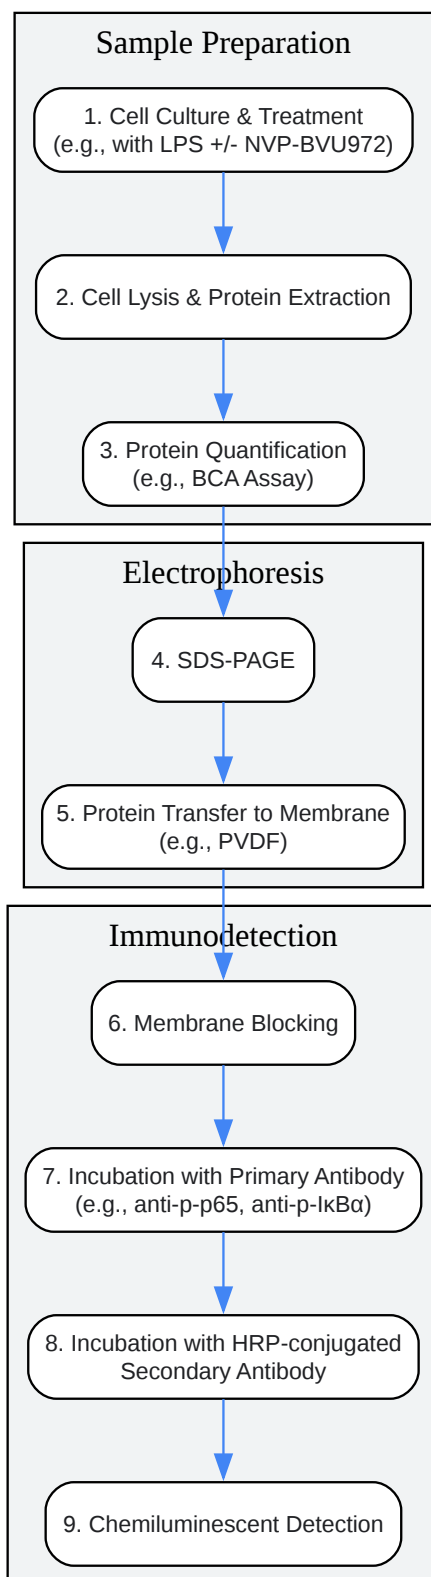 Sample Preparation
1. Cell Culture & Treatment
(e.g., with LPS +/- NVP-BVU972)
2. Cell Lysis & Protein Extraction
3. Protein Quantification
(e.g., BCA Assay)
Electrophoresis
4. SDS-PAGE
5. Protein Transfer to Membrane
(e.g., PVDF)
Immunodetection
6. Membrane Blocking
7. Incubation with Primary Antibody
(e.g., anti-p-p65, anti-p-IκBα)
8. Incubation with HRP-conjugated
Secondary Antibody
9. Chemiluminescent Detection